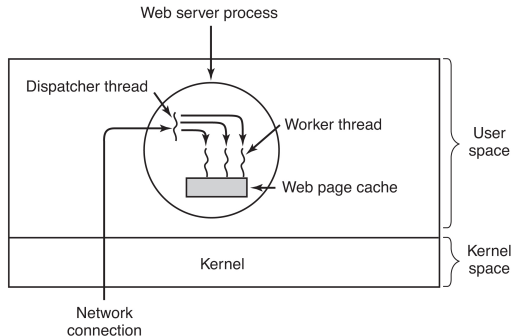 Web server process
Dispatcher thread
Worker thread
User
space
Web page cache
Kernel
Kernel
space
Network
connection